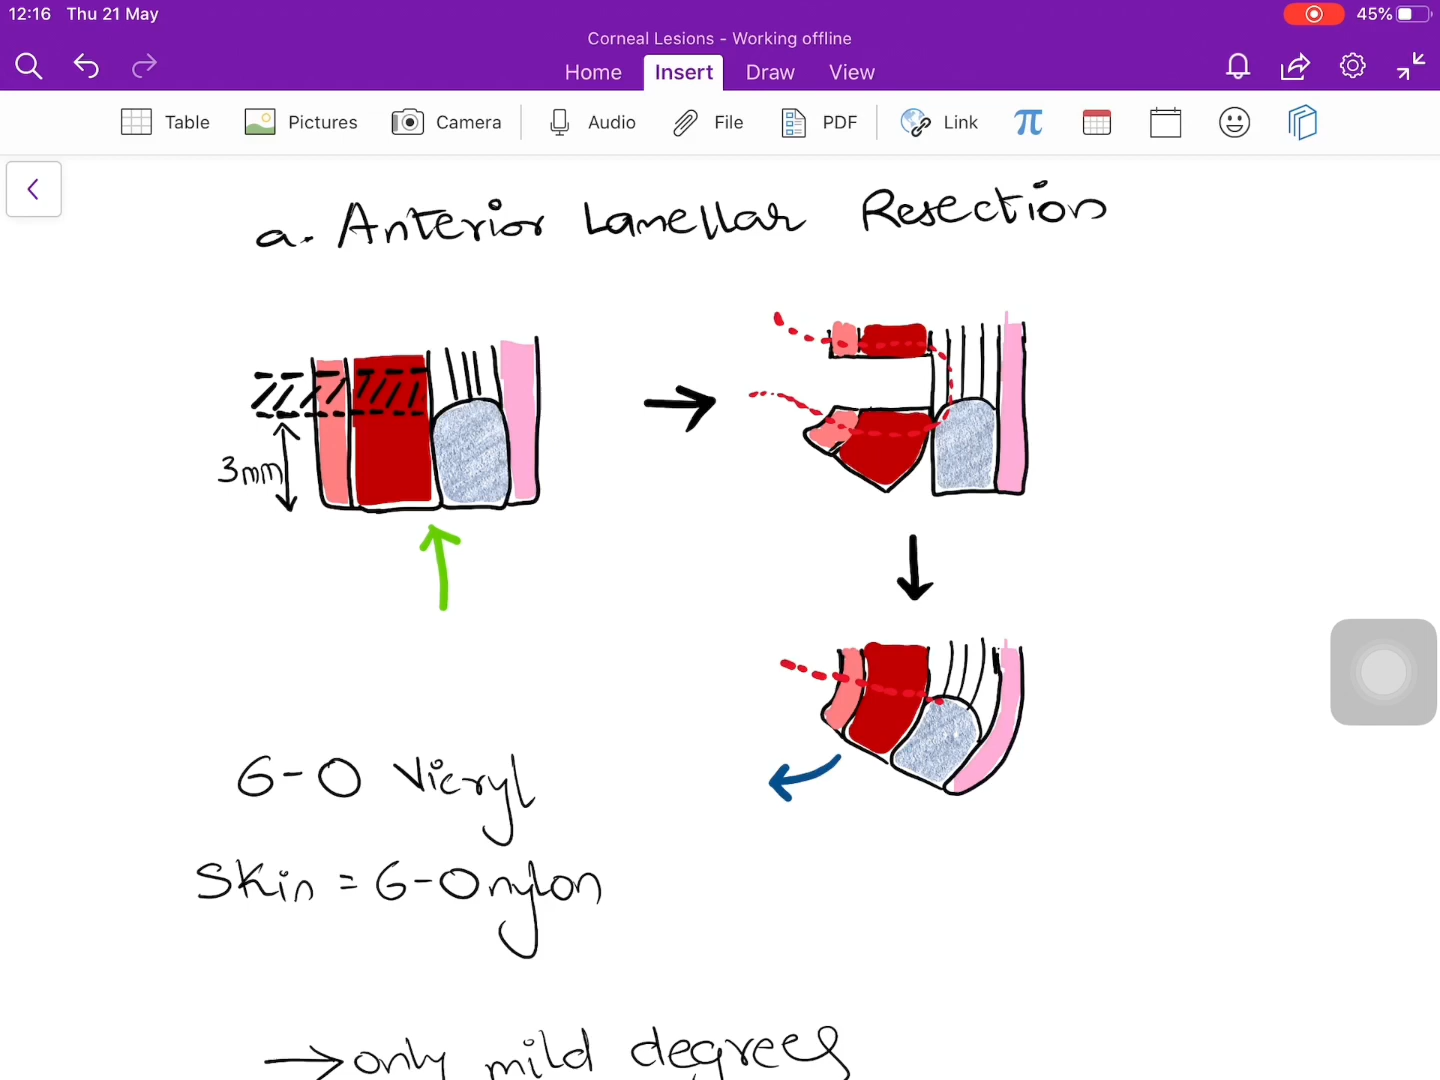 12:16 Thu 21 May 45%
Corneal Lesions - Working offline
Home Insert Draw View
Table Pictures Camera Audio File PDF Link π
a. Anterior Lamellar Resection
3mm
6-0 Vicryl
Skin = 6-0 nylon
→ only mild degrees